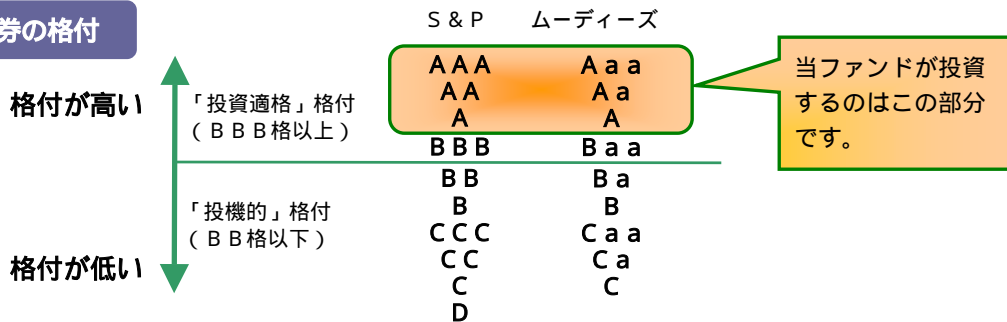 券の格付
S&P ムーディーズ
AAA Aaa
AA Aa
A A
BBB Baa
BB Ba
B B
CCC Caa
CC Ca
C C
D
格付が高い
「投資適格」格付
(BBB格以上)
「投機的」格付
(BB格以下)
格付が低い
当ファンドが投資
するのはこの部分
です。